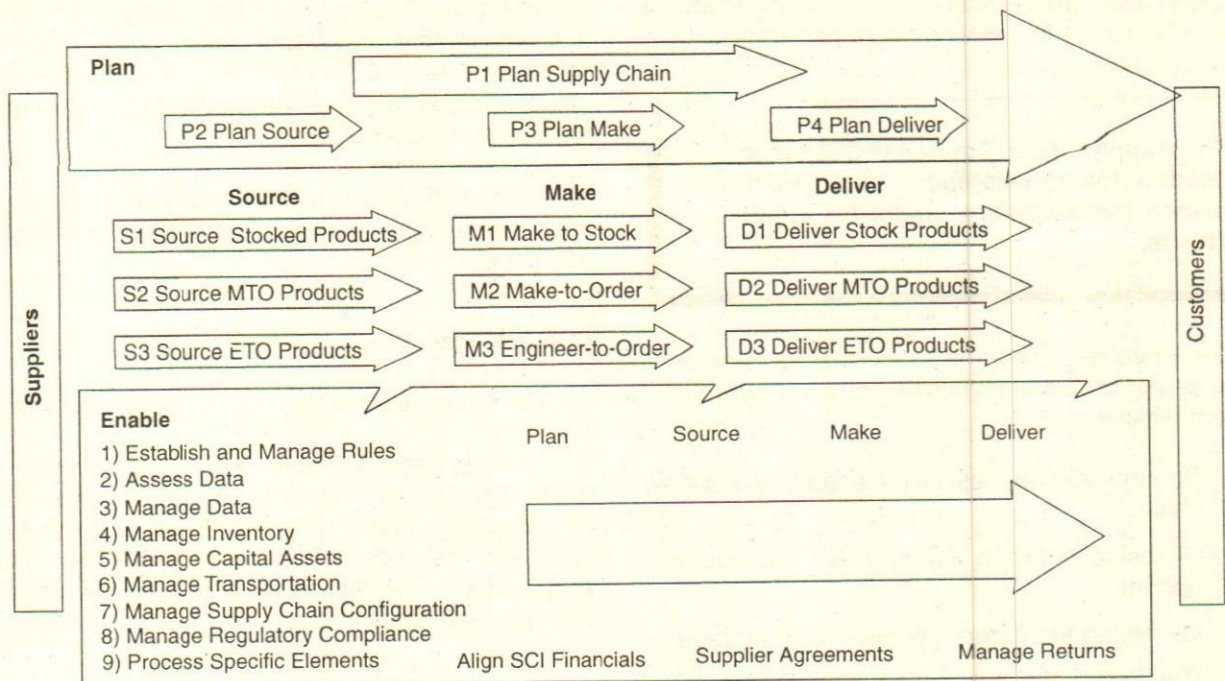 Plan
P1 Plan Supply Chain
P2 Plan Source
P3 Plan Make
P4 Plan Deliver
Suppliers
Customers
Source
Make
Deliver
S1 Source Stocked Products
M1 Make to Stock
D1 Deliver Stock Products
S2 Source MTO Products
M2 Make-to-Order
D2 Deliver MTO Products
S3 Source ETO Products
M3 Engineer-to-Order
D3 Deliver ETO Products
Enable
Plan
Source
Make
Deliver
1) Establish and Manage Rules
2) Assess Data
3) Manage Data
4) Manage Inventory
5) Manage Capital Assets
6) Manage Transportation
7) Manage Supply Chain Configuration
8) Manage Regulatory Compliance
9) Process Specific Elements
Align SCI Financials
Supplier Agreements
Manage Returns